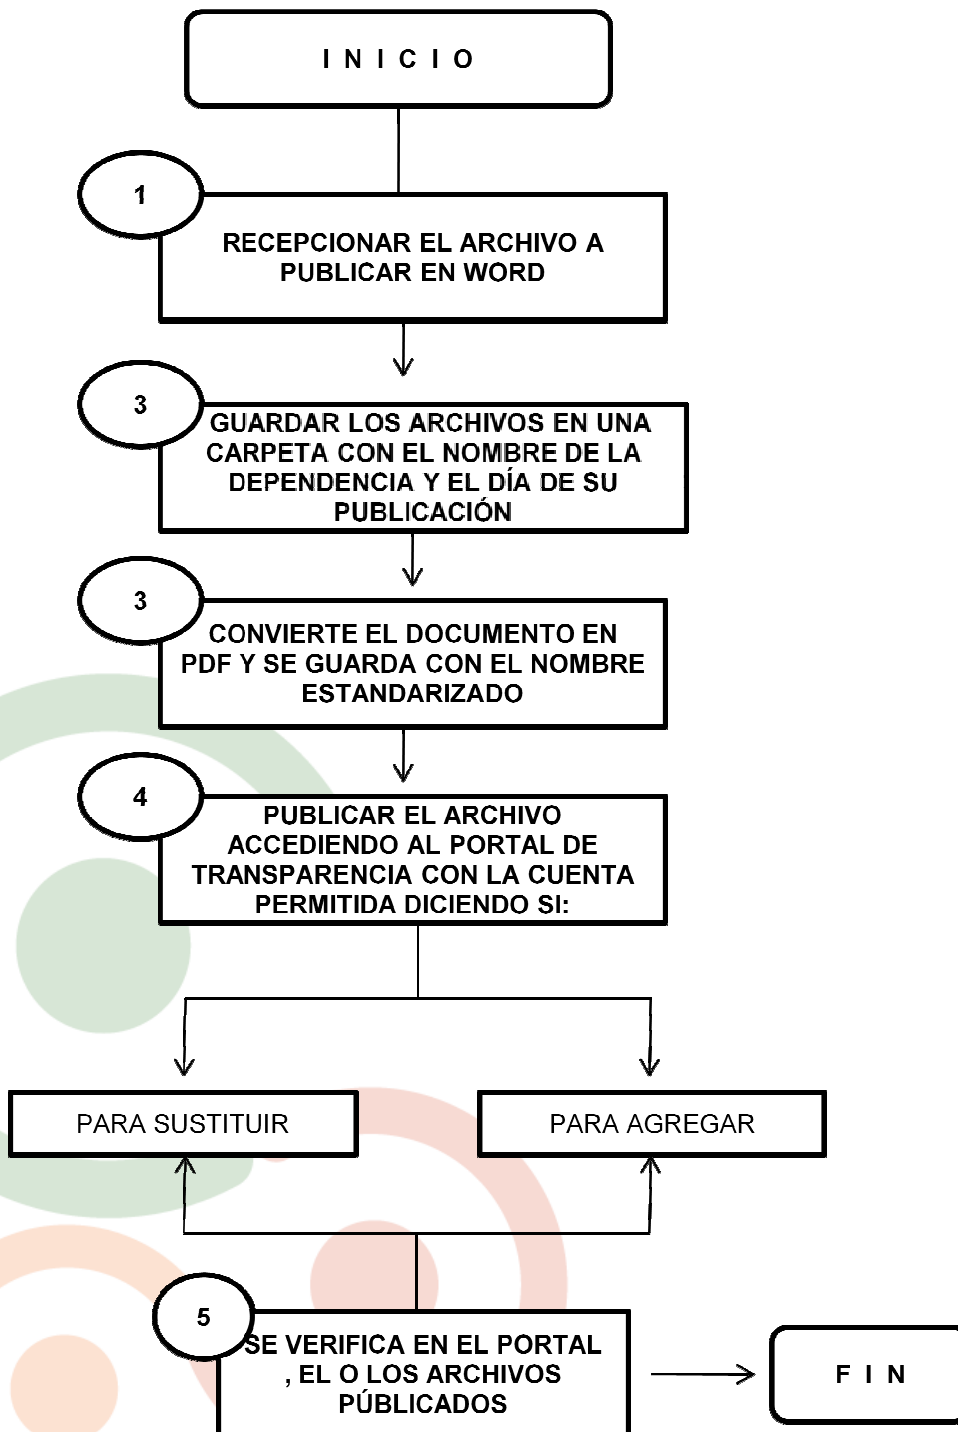 I N I C I O
1
RECEPCIONAR EL ARCHIVO A
PUBLICAR EN WORD
3
GUARDAR LOS ARCHIVOS EN UNA
CARPETA CON EL NOMBRE DE LA
DEPENDENCIA Y EL DÍA DE SU
PUBLICACIÓN
3
CONVIERTE EL DOCUMENTO EN
PDF Y SE GUARDA CON EL NOMBRE
ESTANDARIZADO
4
PUBLICAR EL ARCHIVO
ACCEDIENDO AL PORTAL DE
TRANSPARENCIA CON LA CUENTA
PERMITIDA DICIENDO SI:
PARA SUSTITUIR
PARA AGREGAR
5
SE VERIFICA EN EL PORTAL
, EL O LOS ARCHIVOS
PÚBLICADOS
F I N